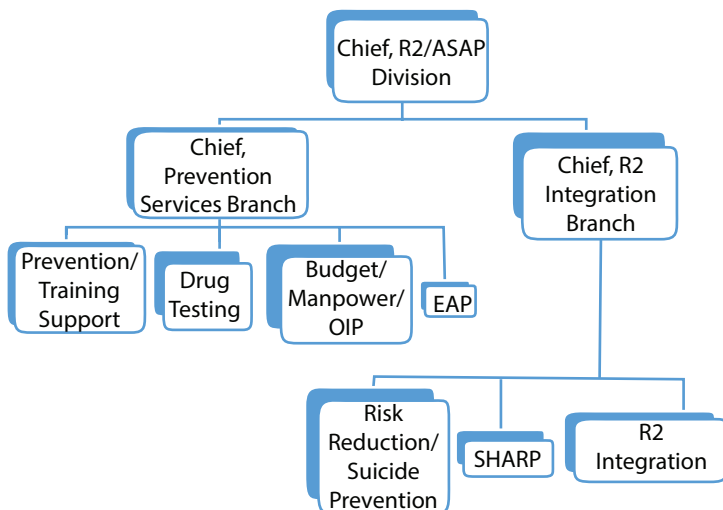 Chief, R2/ASAP
Division
Chief,
Prevention
Services Branch
Chief, R2
Integration
Branch
Prevention/
Training
Support
Drug
Testing
Budget/
Manpower/
OIP
EAP
Risk
Reduction/
Suicide
Prevention
SHARP
R2
Integration